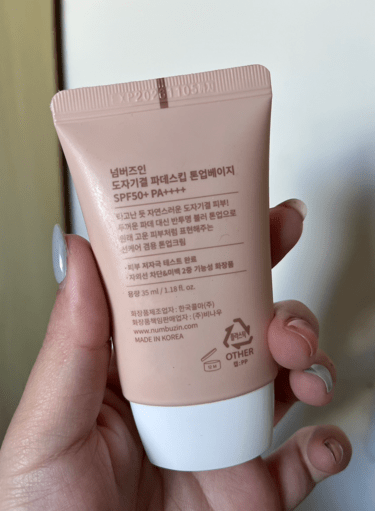 넘버즈인
도자기결 파데스킵 톤업베이지
SPF50+ PA++++
타고난 듯 자연스러운 도자기결 피부!
두꺼운 파데 대신 반투명 블러 톤업으로
원래 고운 피부처럼 표현해주는
선케어 겸용 톤업크림
• 피부 저자극 테스트 완료
• 자외선 차단&미백 2중 기능성 화장품
용량 35 ml / 1.18 fl. oz.
화장품제조업자 : 한국콜마(주)
화장품책임판매업자 : (주)비나우
www.numbuzin.com
MADE IN KOREA
OTHER